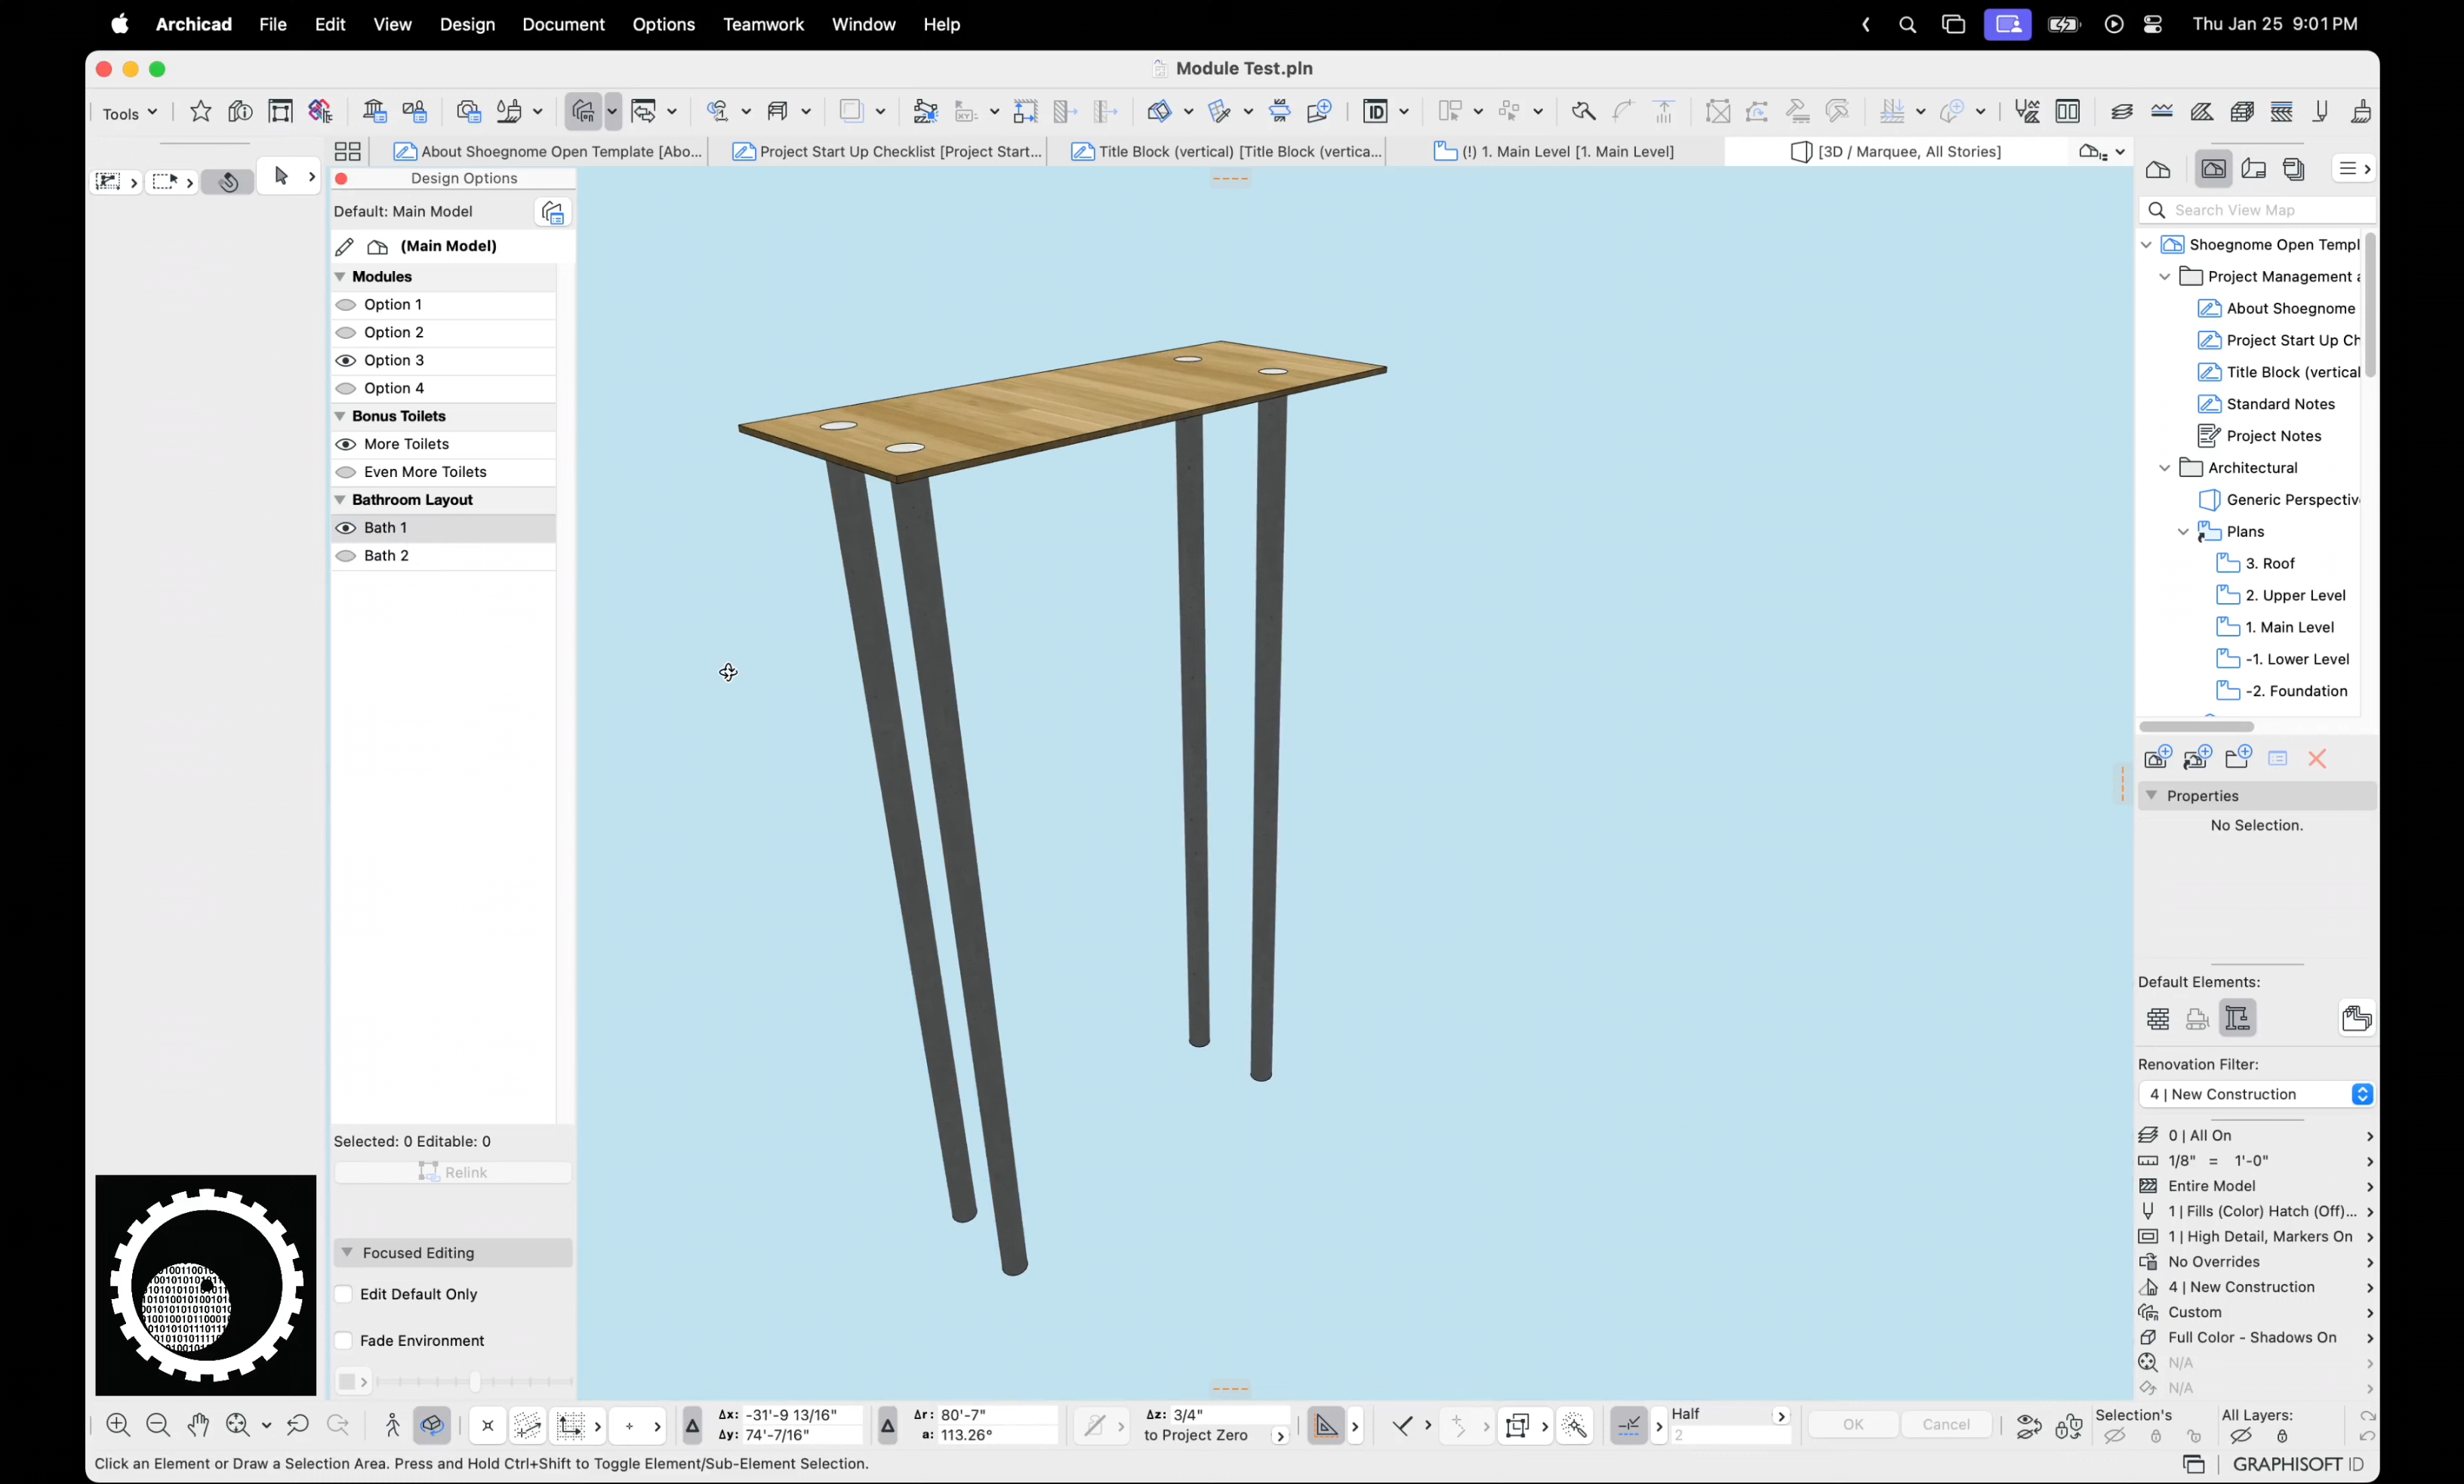 Archicad File Edit View Design Document Options Teamwork Window Help
Thu Jan 25 9:01 PM
Module Test.pln
Tools
About Shoegnome Open Template [Abo...
Project Start Up Checklist [Project Start...
Title Block (vertical) [Title Block (vertica...
(!) 1. Main Level [1. Main Level]
[3D / Marquee, All Stories]
Design Options
Default: Main Model
(Main Model)
Modules
Option 1
Option 2
Option 3
Option 4
Bonus Toilets
More Toilets
Even More Toilets
Bathroom Layout
Bath 1
Bath 2
Selected: 0 Editable: 0
Relink
Focused Editing
Edit Default Only
Fade Environment
Search View Map
Shoegnome Open Templ
Project Management
About Shoegnome
Project Start Up Ch
Title Block (vertical
Standard Notes
Project Notes
Architectural
Generic Perspectiv
Plans
3. Roof
2. Upper Level
1. Main Level
-1. Lower Level
-2. Foundation
Properties
No Selection.
Default Elements:
Renovation Filter:
4 | New Construction
0 | All On
1/8" = 1'-0"
Entire Model
1 | Fills (Color) Hatch (Off)...
1 | High Detail, Markers On
No Overrides
4 | New Construction
Custom
Full Color - Shadows On
N/A
N/A
Δx: -31'-9 13/16"
Δy: 74'-7/16"
Δr: 80'-7"
a: 113.26°
Δz: 3/4"
to Project Zero
Half
2
OK
Cancel
Selection's
All Layers:
Click an Element or Draw a Selection Area. Press and Hold Ctrl+Shift to Toggle Element/Sub-Element Selection.
GRAPHISOFT ID